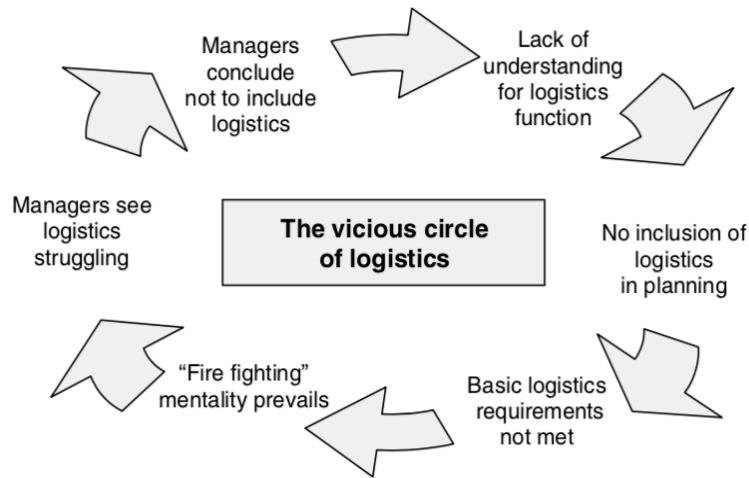 Managers
conclude
not to include
logistics
Lack of
understanding
for logistics
function
No inclusion of
logistics
in planning
Basic logistics
requirements
not met
“Fire fighting”
mentality prevails
Managers see
logistics
struggling
The vicious circle
of logistics